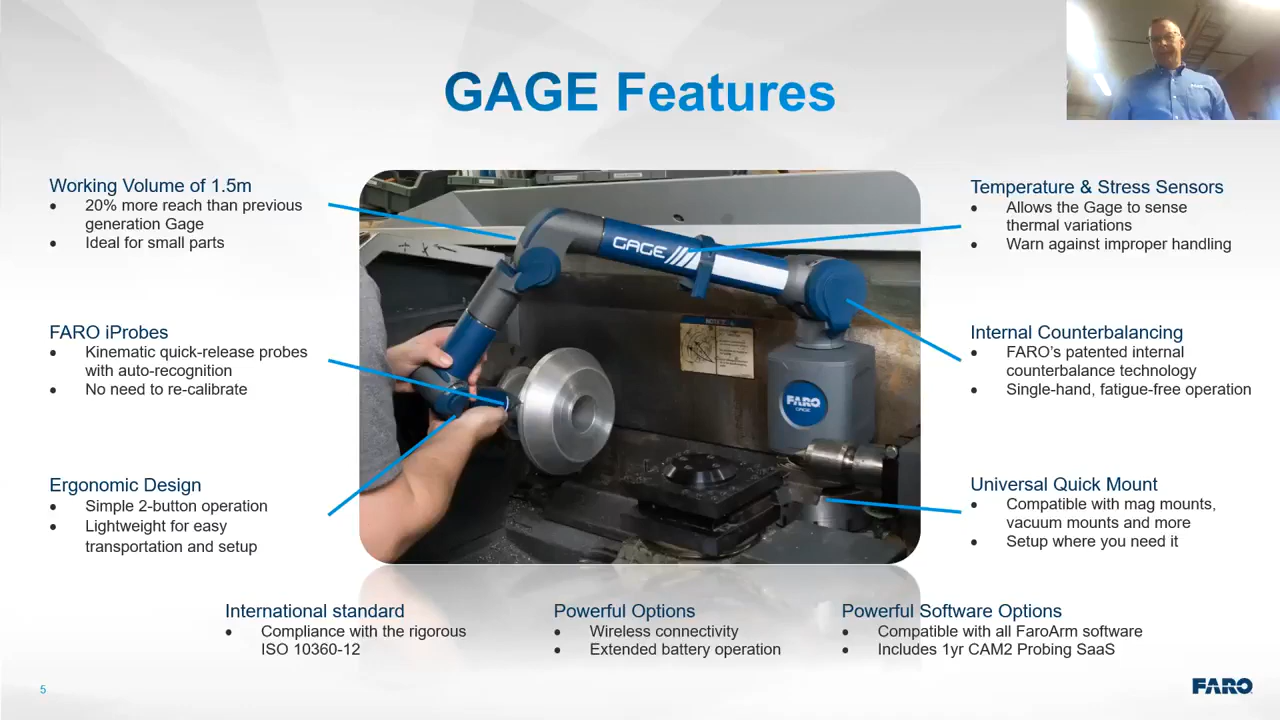 GAGE Features
Working Volume of 1.5m
• 20% more reach than previous
generation Gage
• Ideal for small parts
FARO iProbes
• Kinematic quick-release probes
with auto-recognition
• No need to re-calibrate
Ergonomic Design
• Simple 2-button operation
• Lightweight for easy
transportation and setup
GAGE
FARO
GAGE
Temperature & Stress Sensors
• Allows the Gage to sense
thermal variations
• Warn against improper handling
Internal Counterbalancing
• FARO's patented internal
counterbalance technology
• Single-hand, fatigue-free operation
Universal Quick Mount
• Compatible with mag mounts,
vacuum mounts and more
• Setup where you need it
International standard
• Compliance with the rigorous
ISO 10360-12
Powerful Options
• Wireless connectivity
• Extended battery operation
Powerful Software Options
• Compatible with all FaroArm software
• Includes 1yr CAM2 Probing SaaS
5
FARO